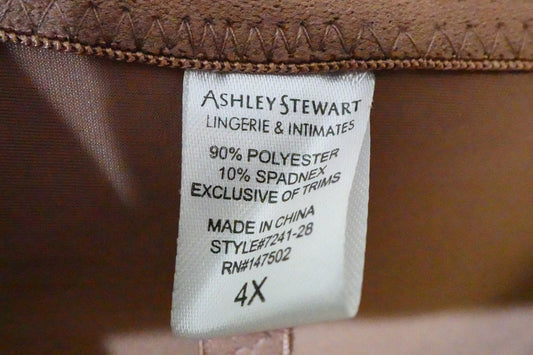 ASHLEY STEWART
LINGERIE & INTIMATES
90% POLYESTER
10% SPADNEX
EXCLUSIVE OF TRIMS
MADE IN CHINA
STYLE#7241-28
RN#147502
4X